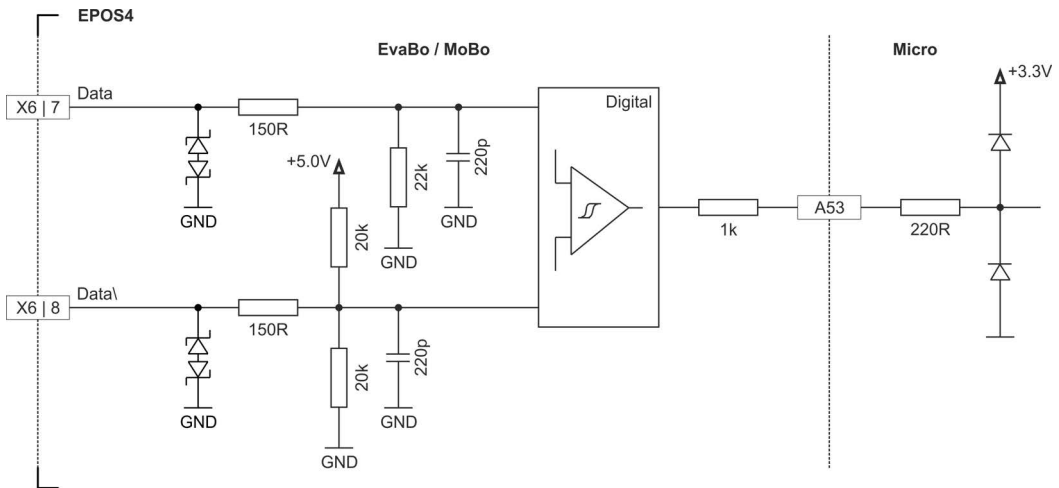 EPOS4
EvaBo / MoBo
Micro
X6 | 7
Data
150R
22k
220p
GND
GND
GND
+5.0V
20k
Digital
1k
A53
220R
+3.3V
X6 | 8
Data\
150R
20k
220p
GND
GND
GND